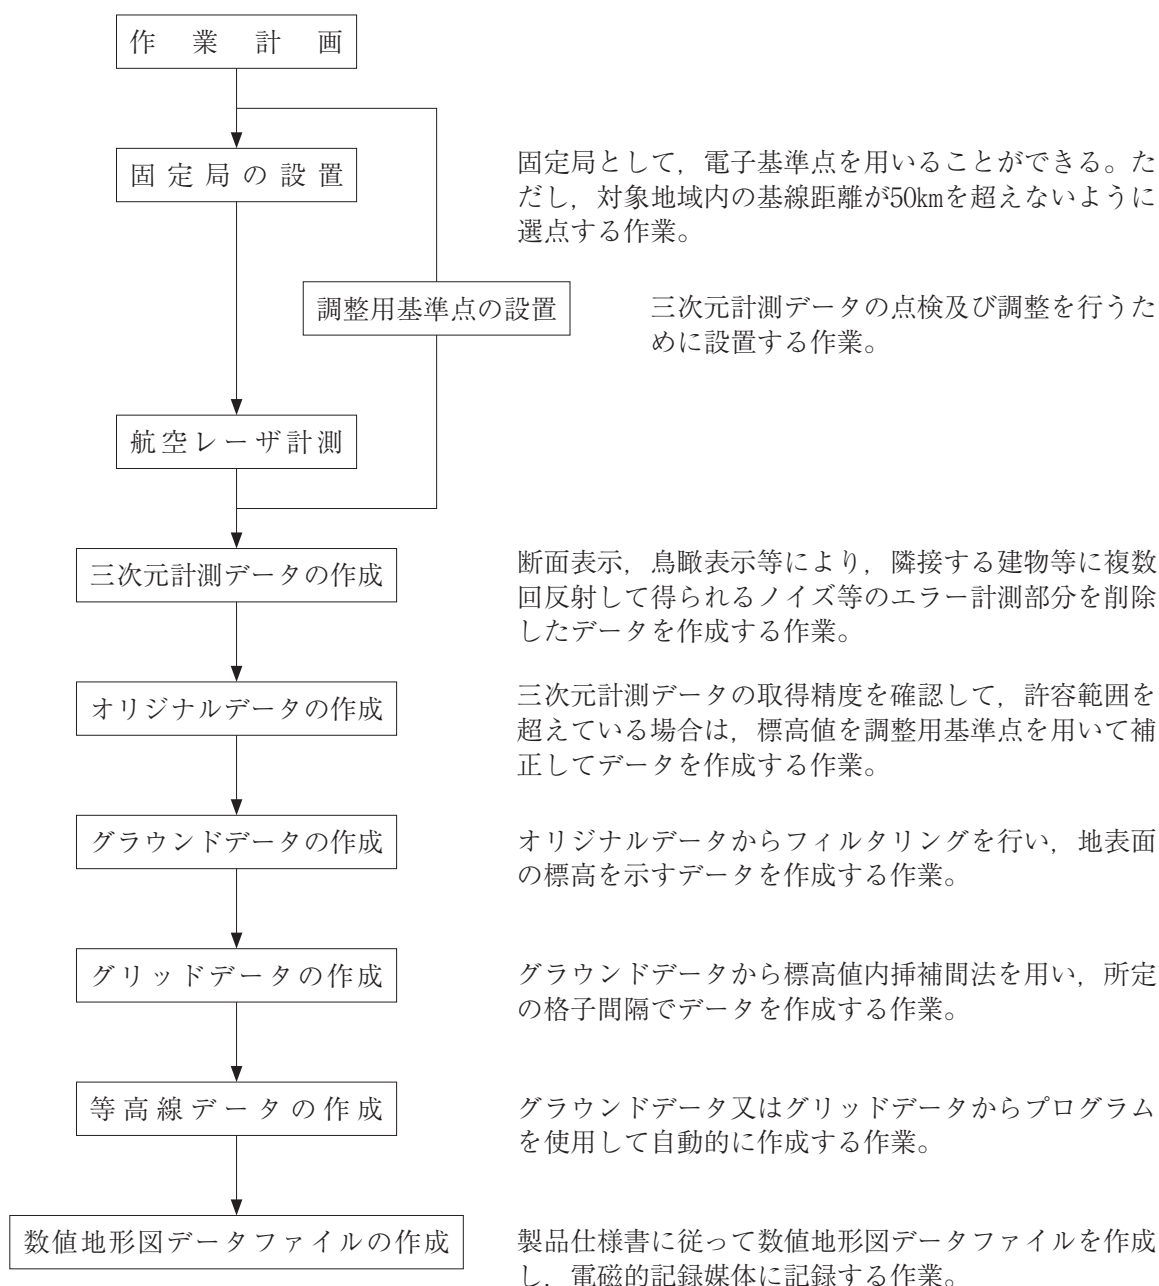 作業計画
固定局の設置
固定局として，電子基準点を用いることができる。た
だし，対象地域内の基線距離が50㎞を超えないように
選点する作業。
調整用基準点の設置
三次元計測データの点検及び調整を行うた
めに設置する作業。
航空レーザ計測
三次元計測データの作成
断面表示，鳥瞰表示等により，隣接する建物等に複数
回反射して得られるノイズ等のエラー計測部分を削除
したデータを作成する作業。
オリジナルデータの作成
三次元計測データの取得精度を確認して，許容範囲を
超えている場合は，標高値を調整用基準点を用いて補
正してデータを作成する作業。
グラウンドデータの作成
オリジナルデータからフィルタリングを行い，地表面
の標高を示すデータを作成する作業。
グリッドデータの作成
グラウンドデータから標高値内挿補間法を用い，所定
の格子間隔でデータを作成する作業。
等高線データの作成
グラウンドデータ又はグリッドデータからプログラム
を使用して自動的に作成する作業。
数値地形図データファイルの作成
製品仕様書に従って数値地形図データファイルを作成
し，電磁的記録媒体に記録する作業。